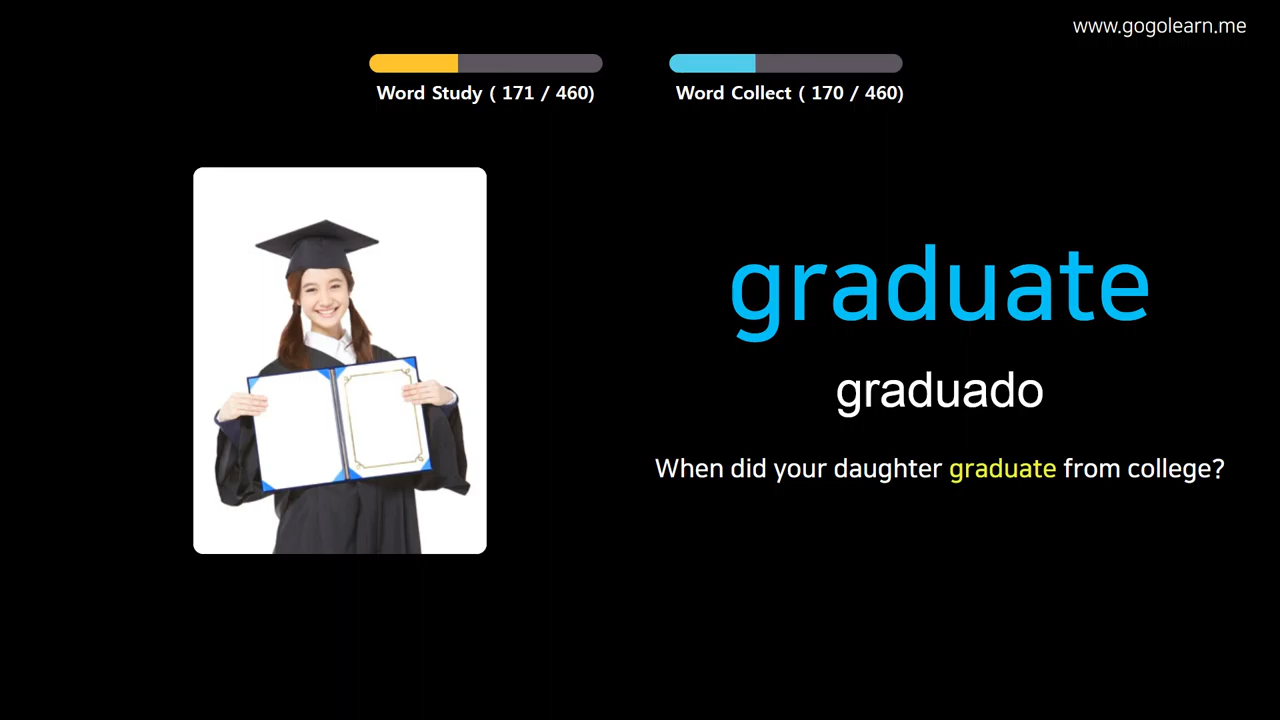 www.gogolearn.me
Word Study ( 171 / 460)
Word Collect ( 170 / 460)
graduate
graduado
When did your daughter graduate from college?